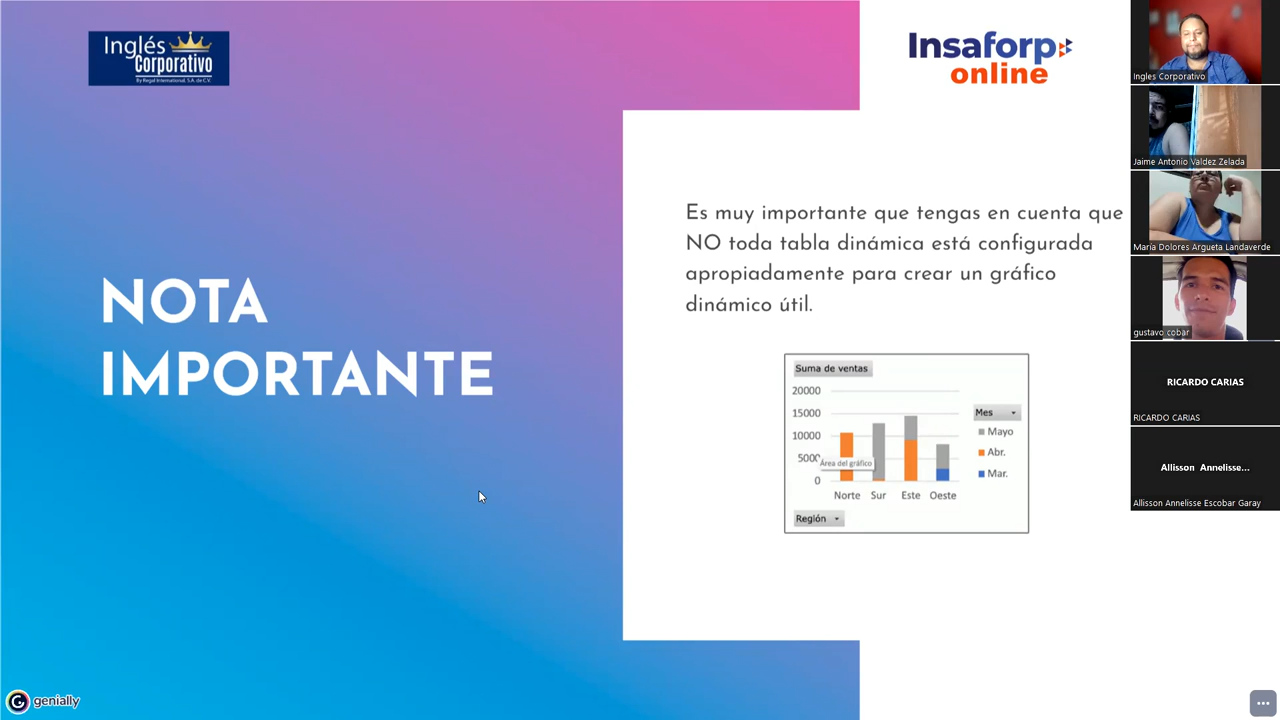 Inglés
Corporativo
By Regal International, S.A. de C.V.
Insaforp
online
NOTA
IMPORTANTE
Es muy importante que tengas en cuenta que
NO toda tabla dinámica está configurada
apropiadamente para crear un gráfico
dinámico útil.
Suma de ventas
20000
15000
10000
5000
0
Área del gráfico
Norte Sur Este Oeste
Mes
Mayo
Abr.
Mar.
Región
genially
Ingles Corporativo
Jaime Antonio Valdez Zelada
María Dolores Argueta Landaverde
gustavo cobar
RICARDO CARIAS
RICARDO CARIAS
Allisson Annelisse...
Allisson Annelisse Escobar Garay